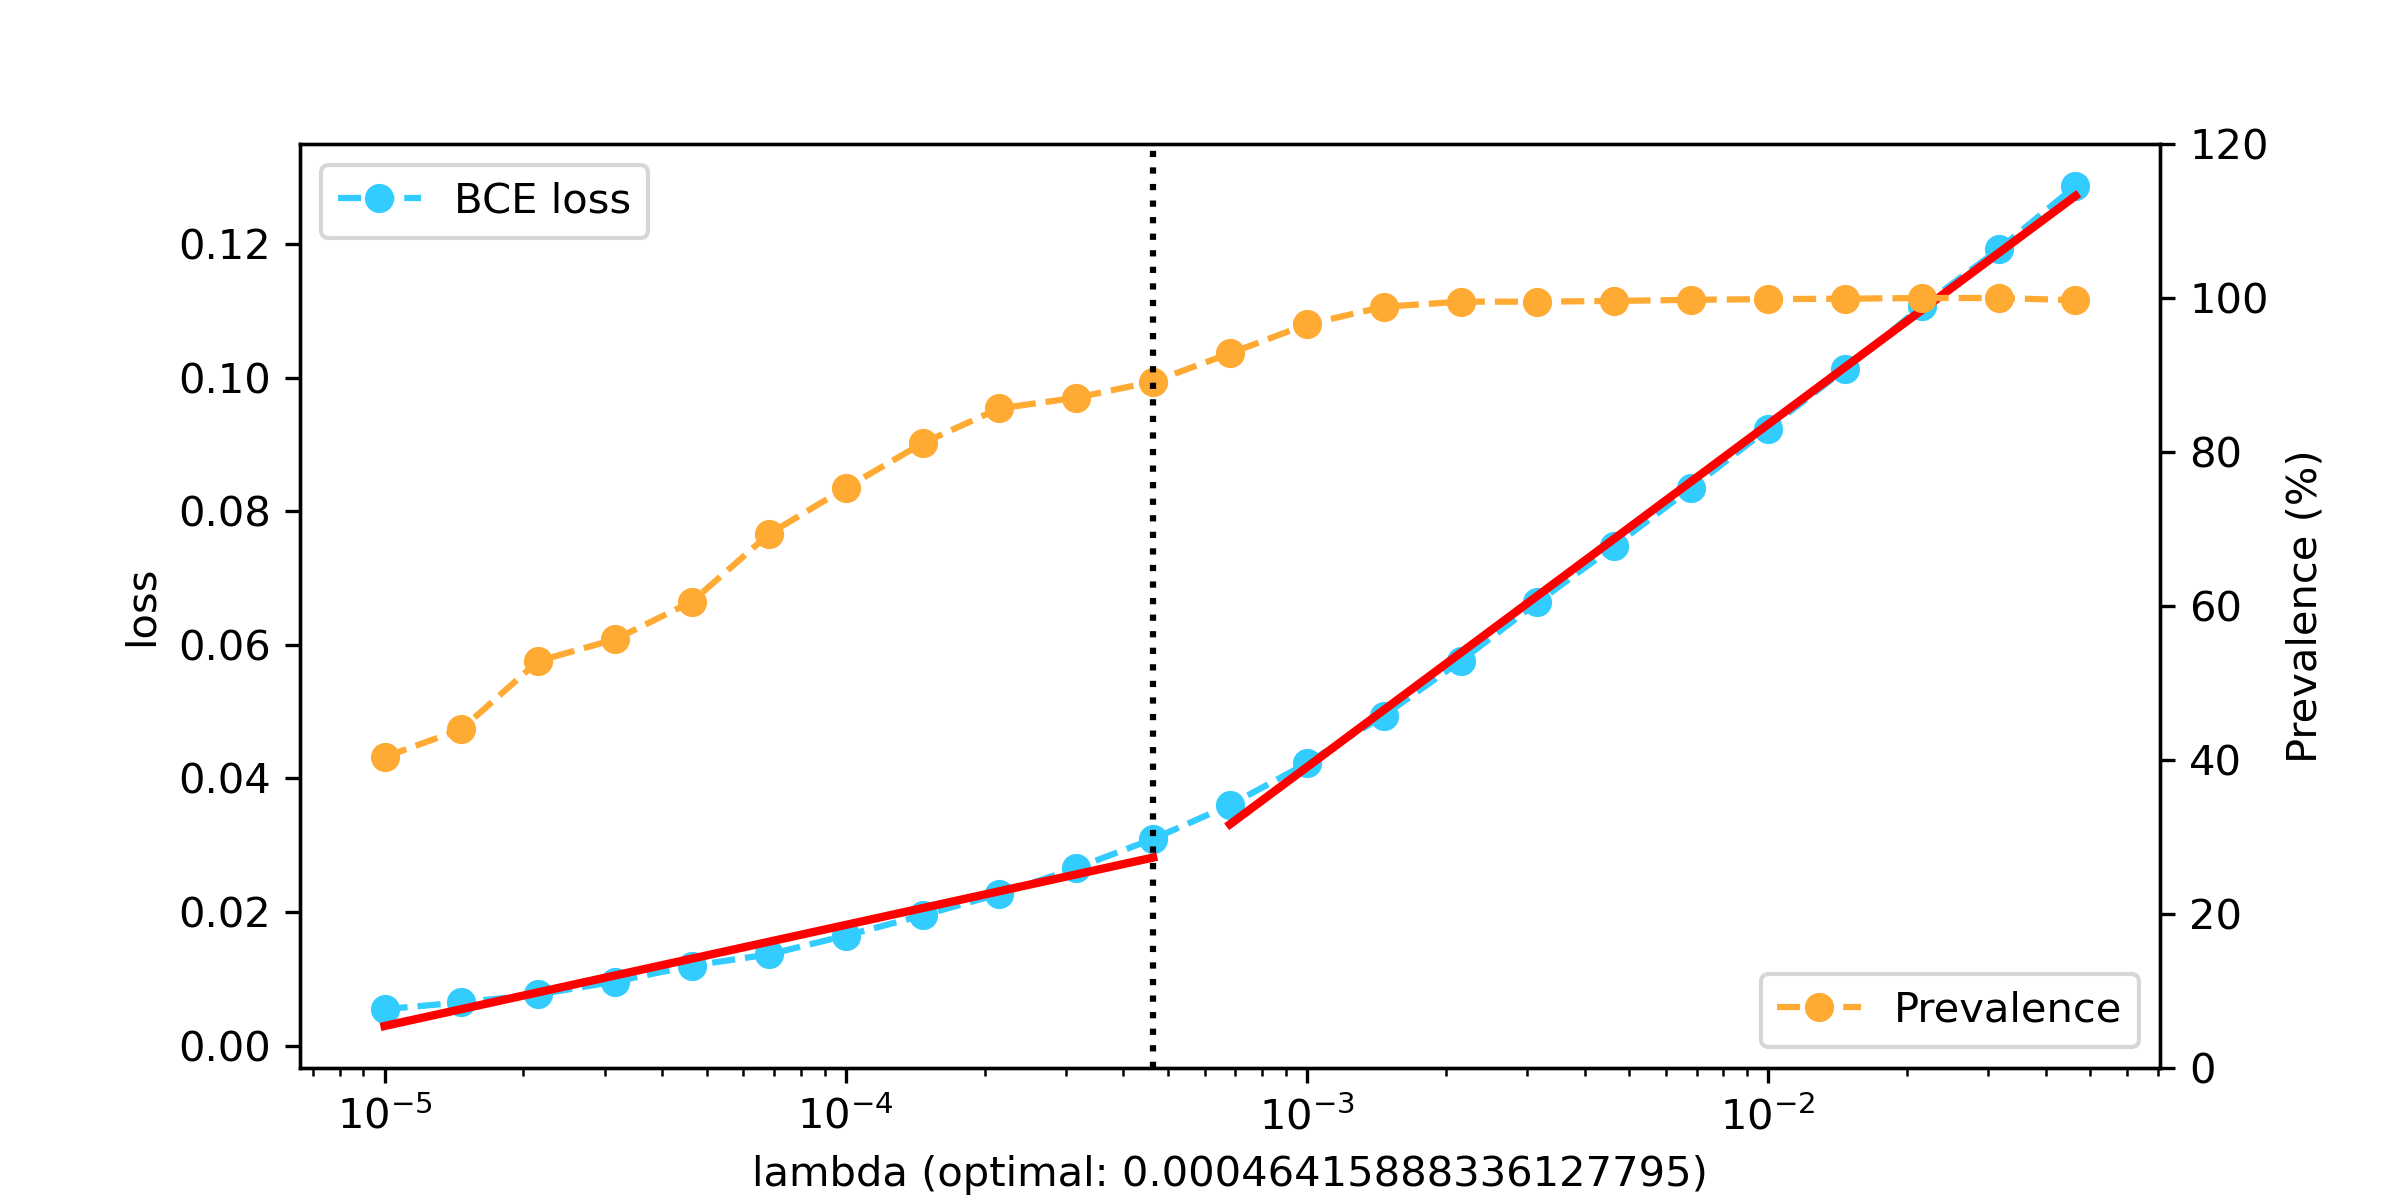 BCE loss
0.12
0.10
0.08
0.06
0.04
0.02
0.00
loss
120
100
80
60
40
20
0
Prevalence (%)
Prevalence
10⁻⁵ 10⁻⁴ 10⁻³ 10⁻²
lambda (optimal: 0.00046415888336127795)